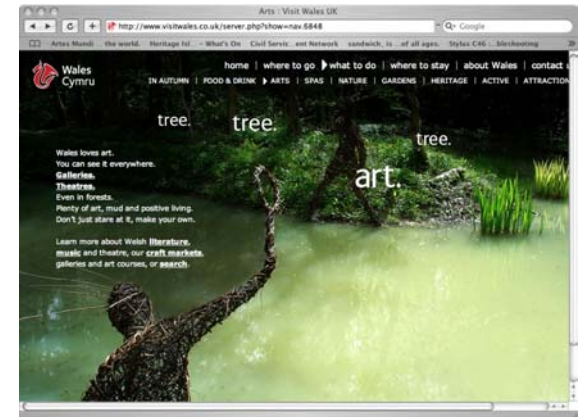 Arts : Visit Wales UK
http://www.visitwales.co.uk/server.php?show=nav.6848
Google
Artes Mundi ... the world. Heritage Isl... – What's On Civil Servic...ent Network sandwich, is...of all ages. Stylus C46 :...bleshooting
Wales
Cymru
home | where to go what to do | where to stay | about Wales | contact u
IN AUTUMN | FOOD & DRINK ARTS | SPAS | NATURE | GARDENS | HERITAGE | ACTIVE | ATTRACTION
tree.
tree.
tree.
art.
Wales loves art.
You can see it everywhere.
Galleries.
Theatres.
Even in forests.
Plenty of art, mud and positive living.
Don't just stare at it, make your own.
Learn more about Welsh literature,
music and theatre, our craft markets,
galleries and art courses, or search.